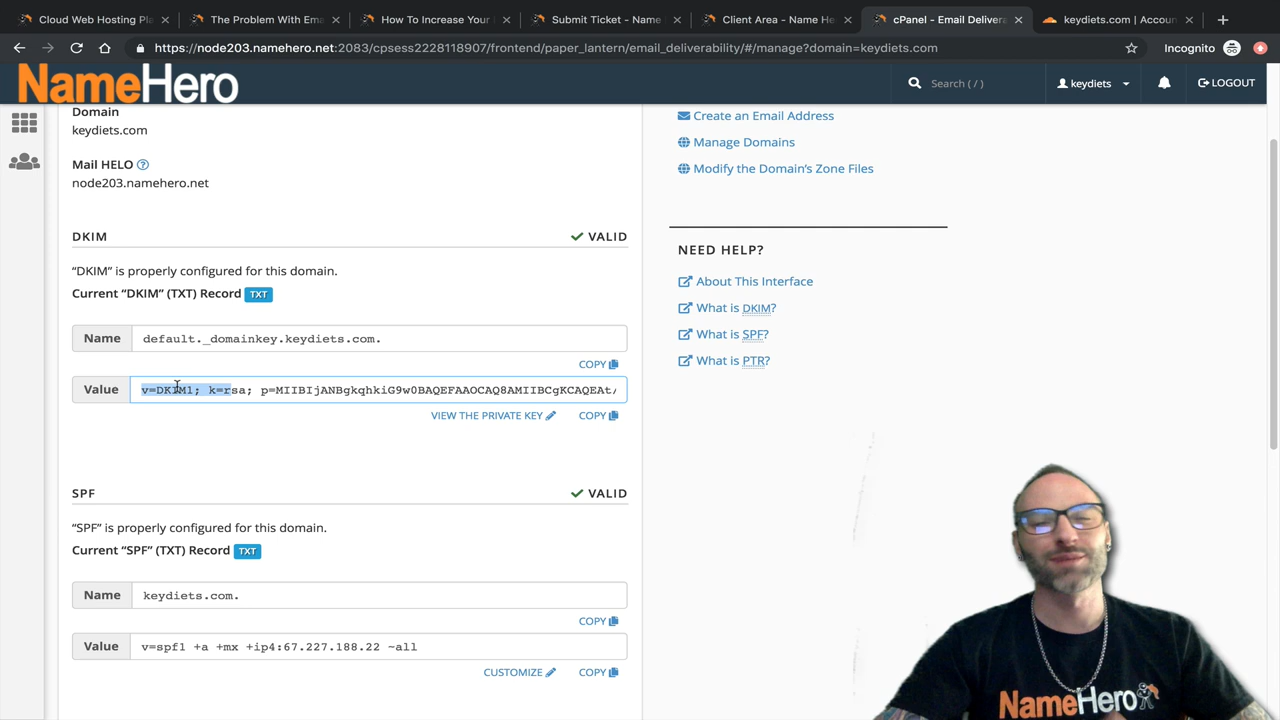 Cloud Web Hosting Pl
The Problem With Ema
How To Increase Your
Submit Ticket - Name
Client Area - Name He
cPanel - Email Delivera
keydiets.com | Accoun
https://node203.namehero.net:2083/cpsess2228118907/frontend/paper_lantern/email_deliverability/#/manage?domain=keydiets.com
Incognito
NameHero
Search ( / )
keydiets
LOGOUT
Domain
keydiets.com
Mail HELO
node203.namehero.net
DKIM
VALID
“DKIM” is properly configured for this domain.
Current “DKIM” (TXT) Record TXT
Name default._domainkey.keydiets.com.
COPY
Value v=DKIM1; k=rsa; p=MIIBIjANBgkqhkiG9w0BAQEFAAOCAQ8AMIIBCgKCAQEAt/
VIEW THE PRIVATE KEY COPY
SPF
VALID
“SPF” is properly configured for this domain.
Current “SPF” (TXT) Record TXT
Name keydiets.com.
COPY
Value v=spf1 +a +mx +ip4:67.227.188.22 ~all
CUSTOMIZE COPY
Create an Email Address
Manage Domains
Modify the Domain’s Zone Files
NEED HELP?
About This Interface
What is DKIM?
What is SPF?
What is PTR?
NameHero